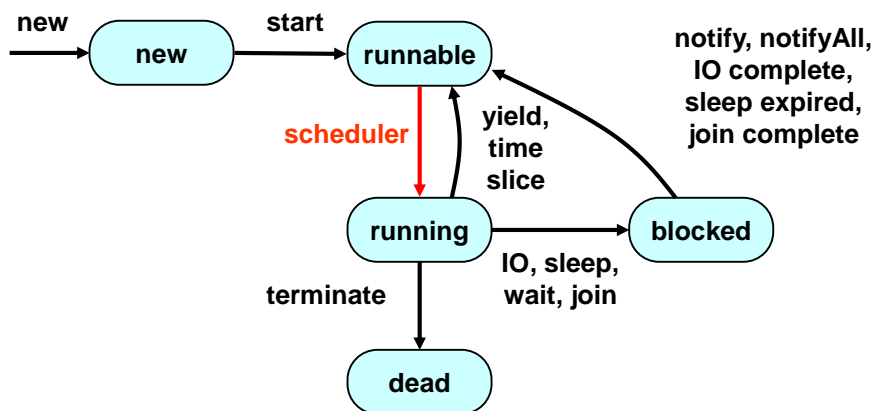 new
new
start
runnable
notify, notifyAll,
IO complete,
sleep expired,
join complete
scheduler
yield,
time
slice
running
blocked
IO, sleep,
wait, join
terminate
dead